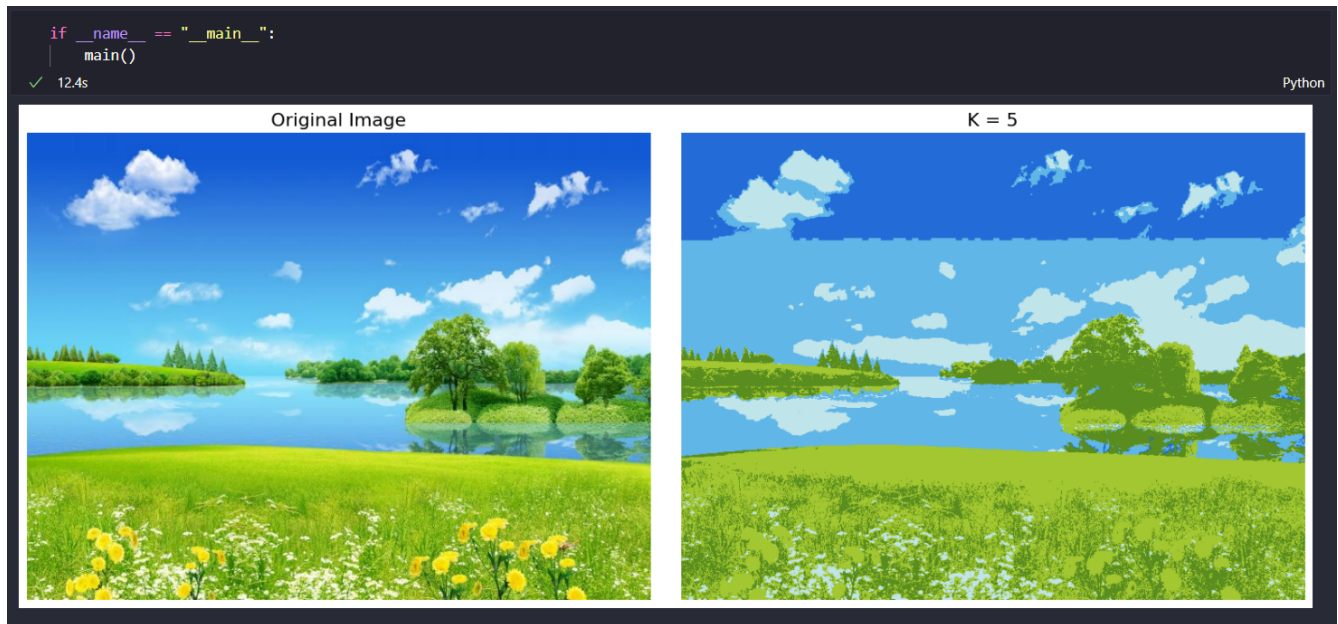 if __name__ == "__main__":
    main()
12.4s
Python
Original Image
K = 5